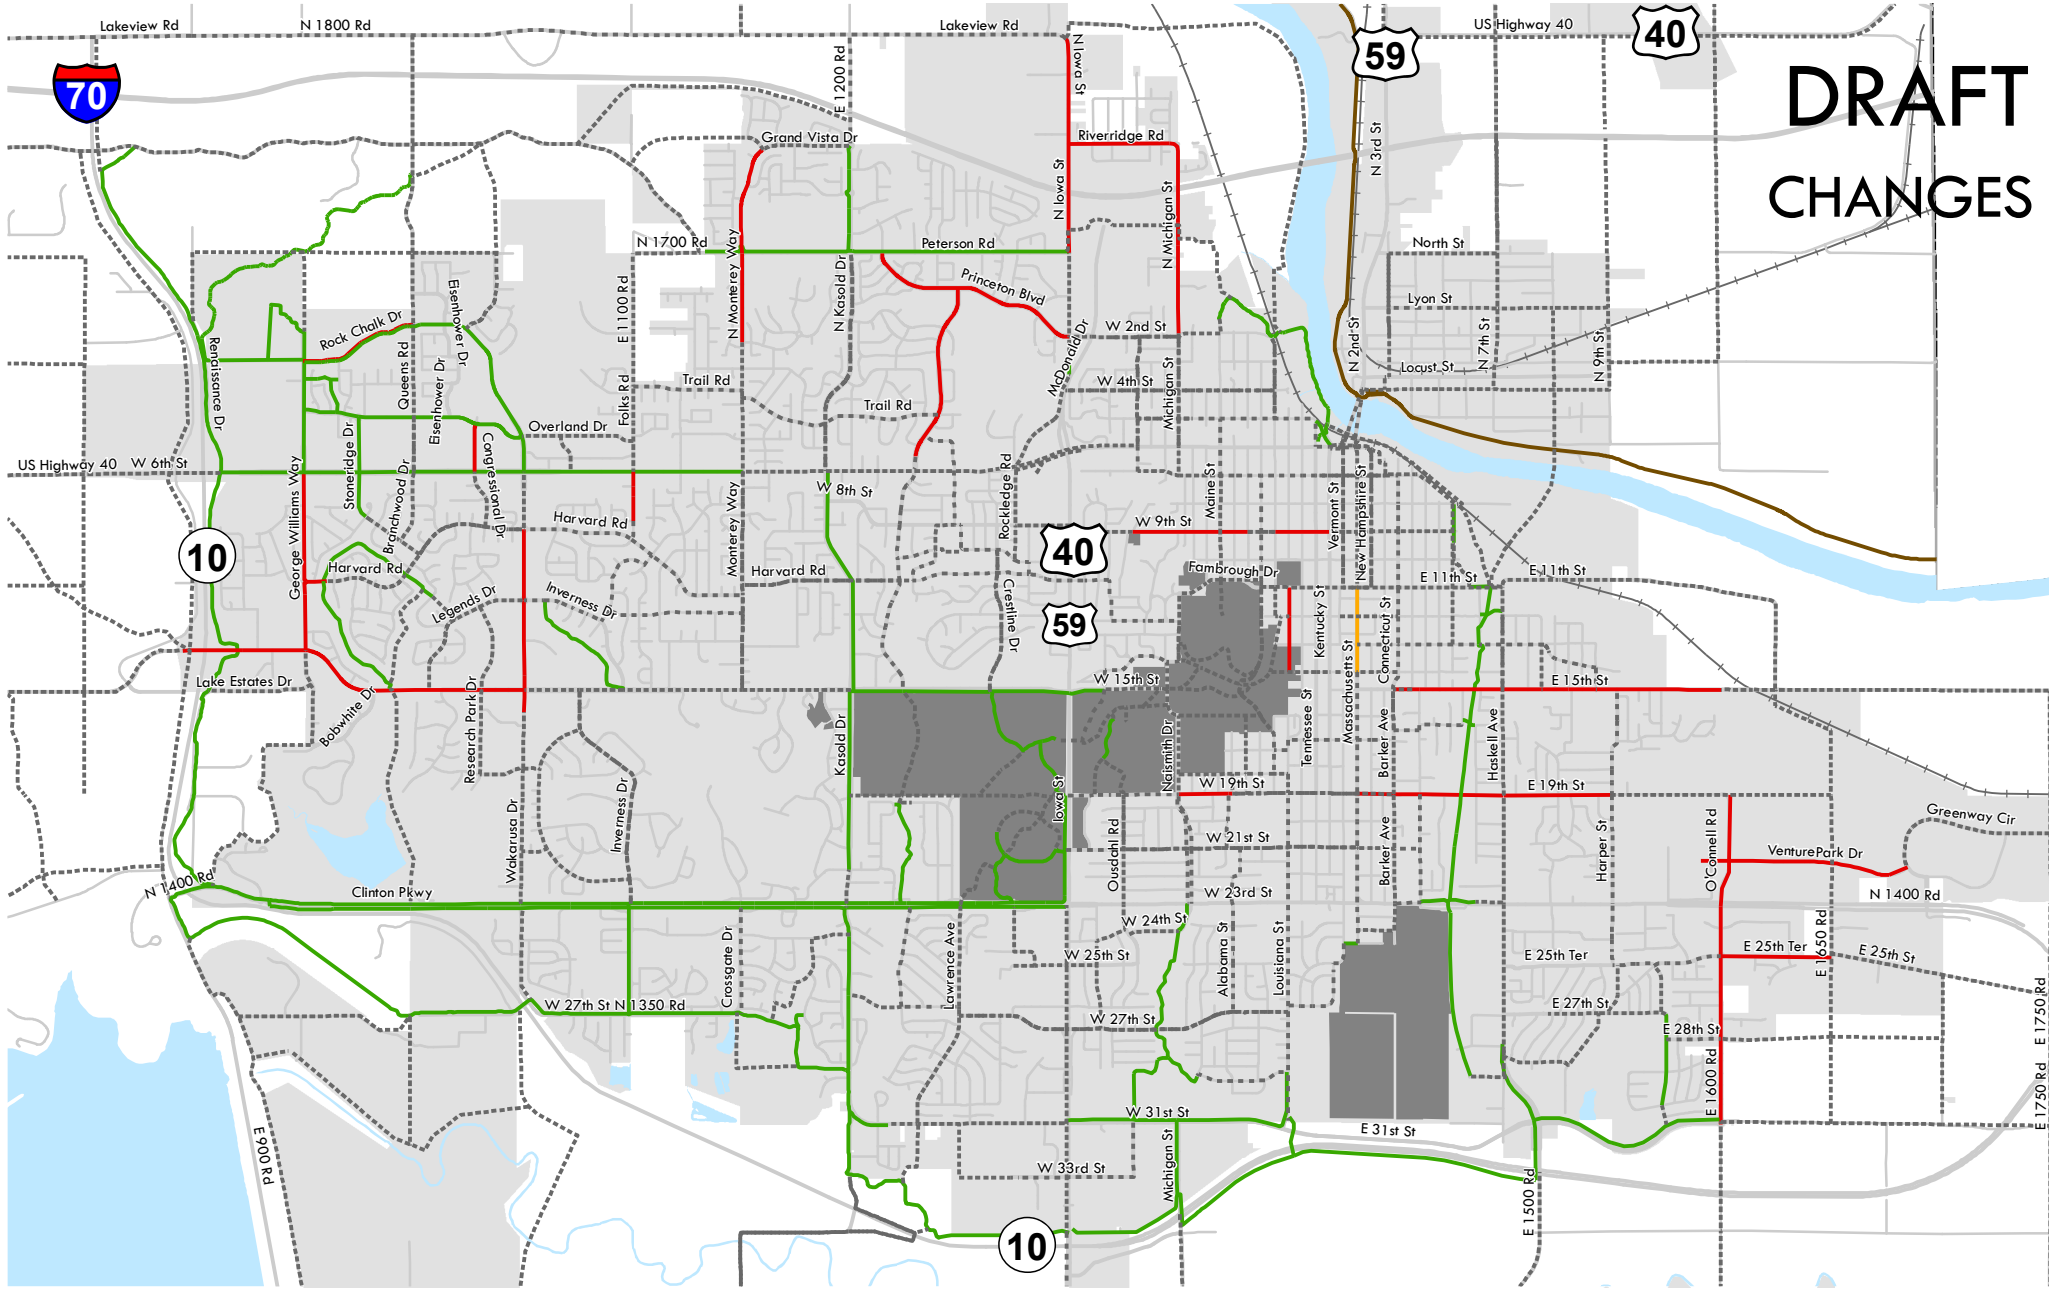 Lakeview Rd
N 1800 Rd
Lakeview Rd
US Highway 40
40
59
70
DRAFT
CHANGES
N Iowa St
E 1200 Rd
Grand Vista Dr
Riverridge Rd
N 3rd St
N Iowa St
N Michigan St
N 1700 Rd
Peterson Rd
North St
N Monterey Way
N Kasold Dr
Princeton Blvd
Lyon St
Eisenhower Dr
E 1100 Rd
Rock Chalk Dr
W 2nd St
N 2nd St
N 7th St
N 9th St
Renaissance Dr
Queens Rd
Eisenhower Dr
McDonald Dr
Locust St
Trail Rd
W 4th St
Michigan St
Folks Rd
Trail Rd
Stoneridge Dr
Overland Dr
Congressional Dr
US Highway 40
W 6th St
George Williams Way
Branchwood Dr
Monterey Way
W 8th St
Rockledge Rd
Maine St
Vermont St
New Hampshire St
Harvard Rd
W 9th St
10
40
Harvard Rd
Harvard Rd
Fambrough Dr
E 11th St
E 11th St
Legends Dr
Inverness Dr
Crestline Dr
59
Kentucky St
Connecticut St
Massachusetts St
Lake Estates Dr
W 15th St
E 15th St
Bobwhite Dr
Research Park Dr
Kasold Dr
Naismith Dr
Tennessee St
Barker Ave
Haskell Ave
W 19th St
E 19th St
Wakarusa Dr
Inverness Dr
Iowa St
Ousdahl Rd
W 21st St
Barker Ave
Harper St
O'Connell Rd
Greenway Cir
VenturePark Dr
N 1400 Rd
Clinton Pkwy
W 23rd St
N 1400 Rd
W 24th St
Crossgate Dr
Lawrence Ave
W 25th St
Alabama St
Louisiana St
E 25th Ter
E 25th Ter
E 1650 Rd
E 25th St
W 27th St
N 1350 Rd
W 27th St
E 27th St
E 28th St
E 1750 Rd
E 1600 Rd
E 1750 Rd
E 900 Rd
W 31st St
E 31st St
W 33rd St
Michigan St
E 1500 Rd
10